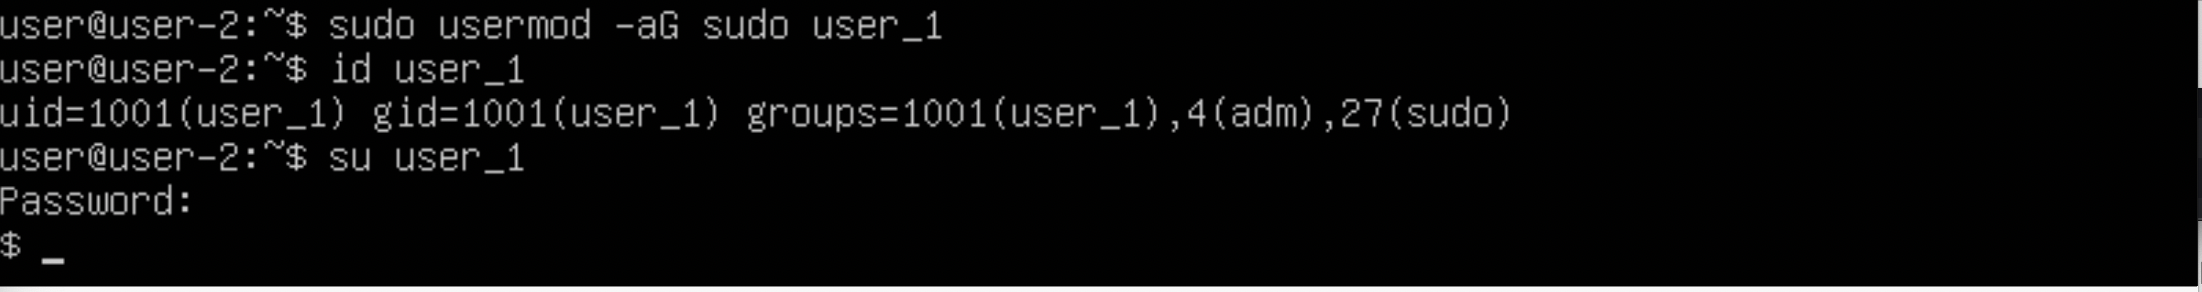 user@user-2:~$ sudo usermod -aG sudo user_1
user@user-2:~$ id user_1
uid=1001(user_1) gid=1001(user_1) groups=1001(user_1),4(adm),27(sudo)
user@user-2:~$ su user_1
Password:
$ _